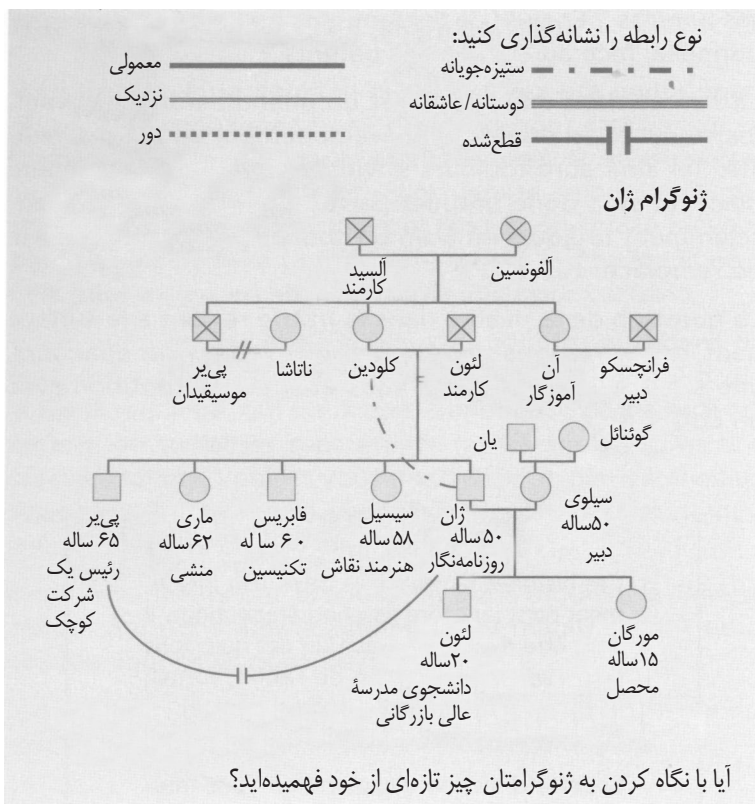 نوع رابطه را نشانه‌گذاری کنید:
ستیزه‌جویانه
معمولی
دوستانه/عاشقانه
نزدیک
قطع‌شده
دور
ژنوگرام ژان
آلفونسین
آلسید
کارمند
فرانچسکو
دبیر
آن
آموزگار
لئون
کارمند
کلودین
ناتاشا
پی‌یر
موسیقیدان
گوئنائل
یان
سیلوی
۵۰ساله
دبیر
ژان
۵۰ ساله
روزنامه‌نگار
سیسیل
۵۸ساله
هنرمند نقاش
فابریس
۶۰ سا له
تکنیسین
ماری
۶۲ساله
منشی
پی‌یر
۶۵ ساله
رئیس یک
شرکت
کوچک
مورگان
۱۵ساله
محصل
لئون
۲۰ساله
دانشجوی مدرسهٔ
عالی بازرگانی
آیا با نگاه کردن به ژنوگرامتان چیز تازه‌ای از خود فهمیده‌اید؟